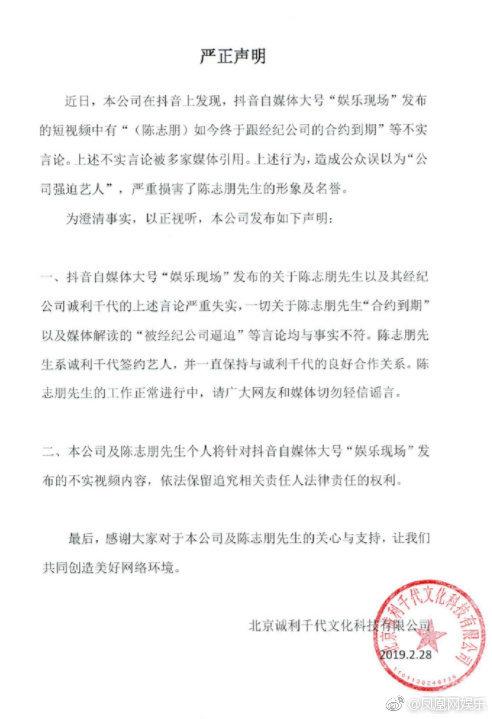 严正声明
近日，本公司在抖音上发现，抖音自媒体大号“娱乐现场”发布
的短视频中有“（陈志朋）如今终于跟经纪公司的合约到期”等不实
言论。上述不实言论被多家媒体引用。上述行为，造成公众误以为“公
司强迫艺人”，严重损害了陈志朋先生的形象及名誉。
为澄清事实，以正视听，本公司发布如下声明：
一、抖音自媒体大号“娱乐现场”发布的关于陈志朋先生以及其经纪
公司诚利千代的上述言论严重失实，一切关于陈志朋先生“合约到期”
以及媒体解读的“被经纪公司逼迫”等言论均与事实不符。陈志朋先
生系诚利千代签约艺人，并一直保持与诚利千代的良好合作关系。陈
志朋先生的工作正常进行中，请广大网友和媒体切勿轻信谣言。
二、本公司及陈志朋先生个人将针对抖音自媒体大号“娱乐现场”发
布的不实视频内容，依法保留追究相关责任人法律责任的权利。
最后，感谢大家对于本公司及陈志朋先生的关心与支持，让我们
共同创造美好网络环境。
北京诚利千代文化科技有限公司
2019.2.28
北京诚利千代文化科技有限公司
@凤凰网娱乐